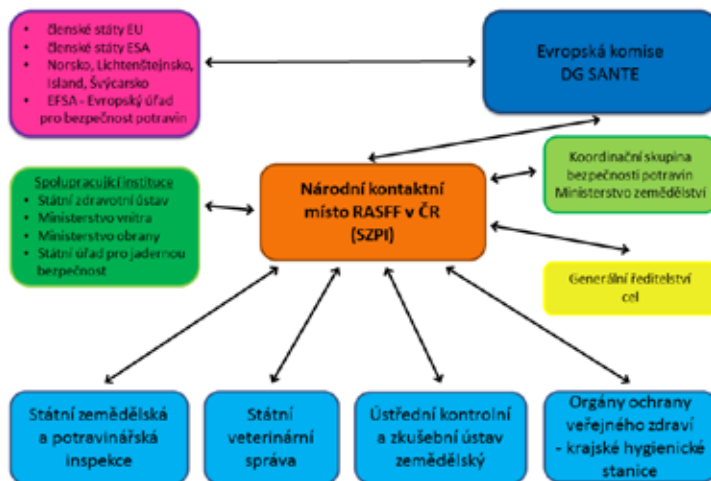 členské státy EU
členské státy ESA
Norsko, Lichtenštejnsko,
Island, Švýcarsko
EFSA - Evropský úřad
pro bezpečnost potravin
Evropská komise
DG SANTE
Spolupracující instituce
Státní zdravotní ústav
Ministerstvo vnitra
Ministerstvo obrany
Státní úřad pro jadernou
bezpečnost
Národní kontaktní
místo RASFF v ČR
(SZPI)
Koordinační skupina
bezpečnosti potravin
Ministerstvo zemědělství
Generální ředitelství
cel
Státní zemědělská
a potravinářská
inspekce
Státní
veterinární
správa
Ústřední kontrolní
a zkušební ústav
zemědělský
Orgány ochrany
veřejného zdraví
- krajské hygienické
stanice